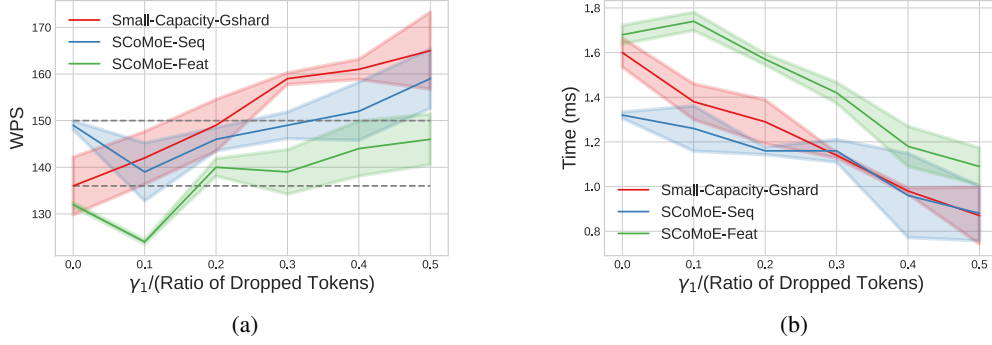 170
160
150
140
130
WPS
Small-Capacity-Gshard
SCoMoE-Seq
SCoMoE-Feat
0.0 0.1 0.2 0.3 0.4 0.5
γ1/(Ratio of Dropped Tokens)
(a)
1.8
1.6
1.4
1.2
1.0
0.8
Time (ms)
Small-Capacity-Gshard
SCoMoE-Seq
SCoMoE-Feat
0.0 0.1 0.2 0.3 0.4 0.5
γ1/(Ratio of Dropped Tokens)
(b)